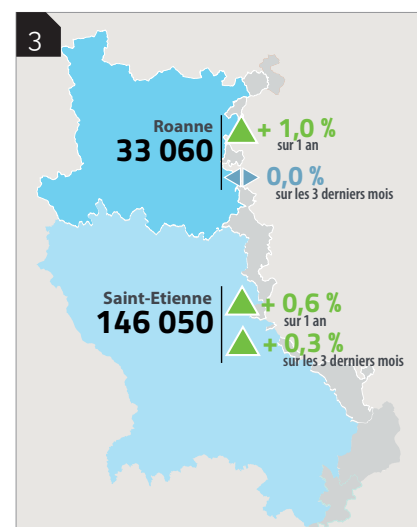 3
Roanne
33 060
+ 1,0 %
sur 1 an
0,0 %
sur les 3 derniers mois
Saint-Etienne
146 050
+ 0,6 %
sur 1 an
+ 0,3 %
sur les 3 derniers mois